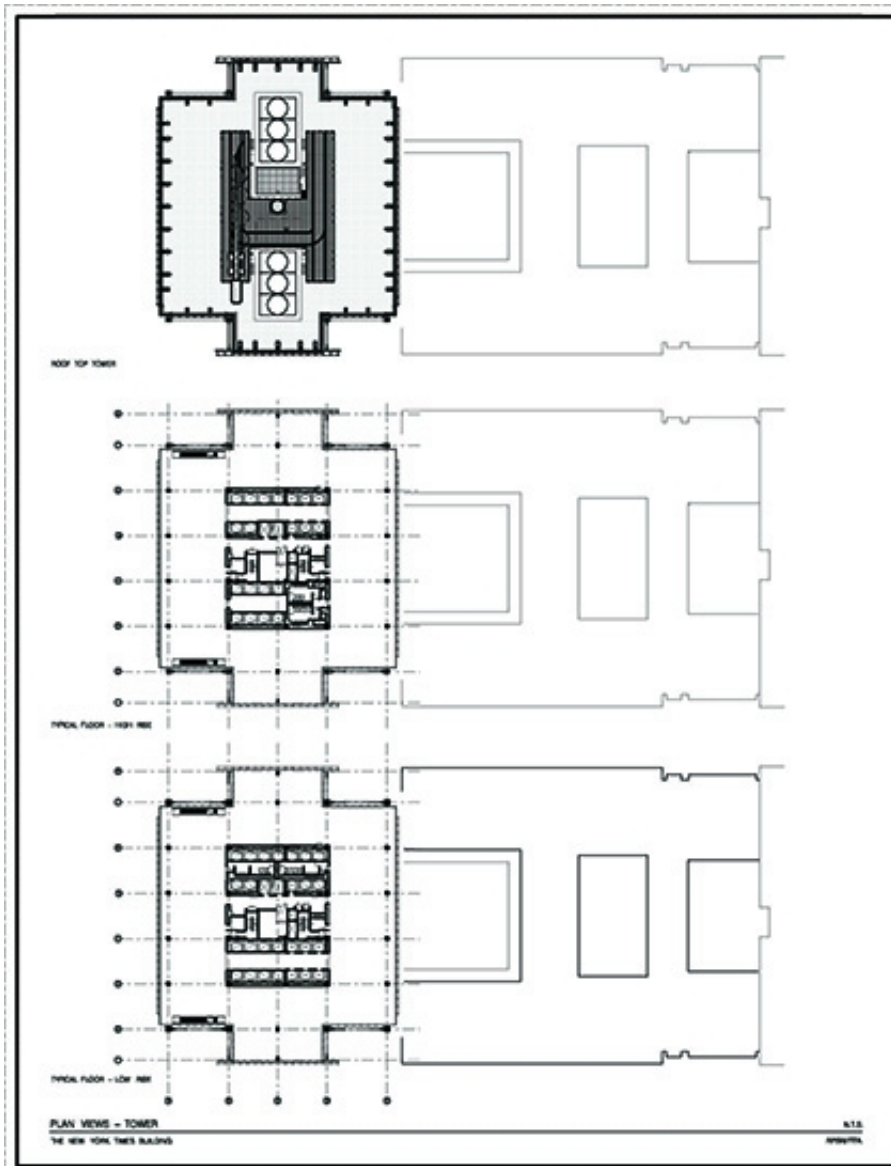 ROOF TOP TOWER
TYPICAL FLOOR - HIGH RISE
TYPICAL FLOOR - LOW RISE
PLAN VIEWS - TOWER
N.T.S.
THE NEW YORK TIMES BUILDING